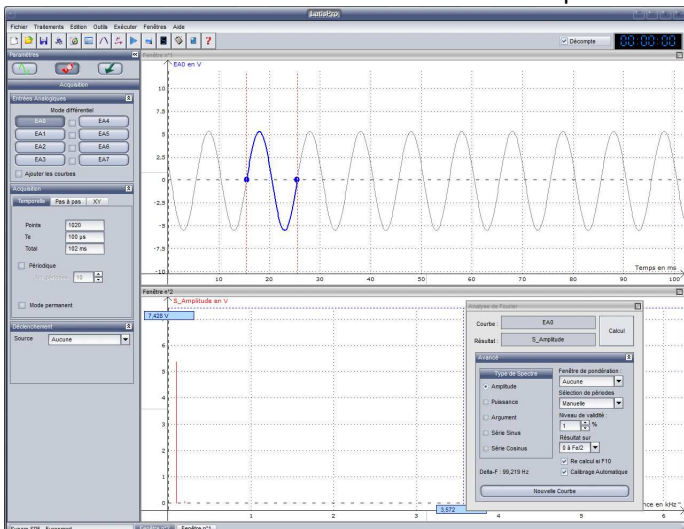 LatisPro
Fichier Traitements Edition Outils Exécuter Fenêtres Aide
Décompte 00:00:00
Paramètres
Acquisition
Entrées Analogiques
Mode différentiel
EA0 EA4
EA1 EA5
EA2 EA6
EA3 EA7
Ajouter les courbes
Acquisition
Temporelle Pas à pas XY
Points 1020
Te 100 µs
Total 102 ms
Périodique
10
Mode permanent
Déclenchement
Source Aucune
Fenêtre n°1
EA0 en V
10
7.5
5
2.5
0
-2.5
-5
-7.5
-10
Temps en ms
10 20 30 40 50 60 70 80 90 100
Fenêtre n°2
S_Amplitude en V
7,428 V
6
5
4
3
2
1
0
1 2 3 4 5 6
3,572
Analyse de Fourier
Courbe : EA0
Résultat : S_Amplitude
Calcul
Avancé
Type de Spectre
Amplitude
Puissance
Argument
Série Sinus
Série Cosinus
Fenêtre de pondération :
Aucune
Sélection de périodes
Manuelle
Niveau de validité :
1 %
Résultat sur
0 à Fe/2
Re calcul si F10
Calibrage Automatique
Delta-F : 99,219 Hz
Nouvelle Courbe
en kHz
Fenêtre n°1